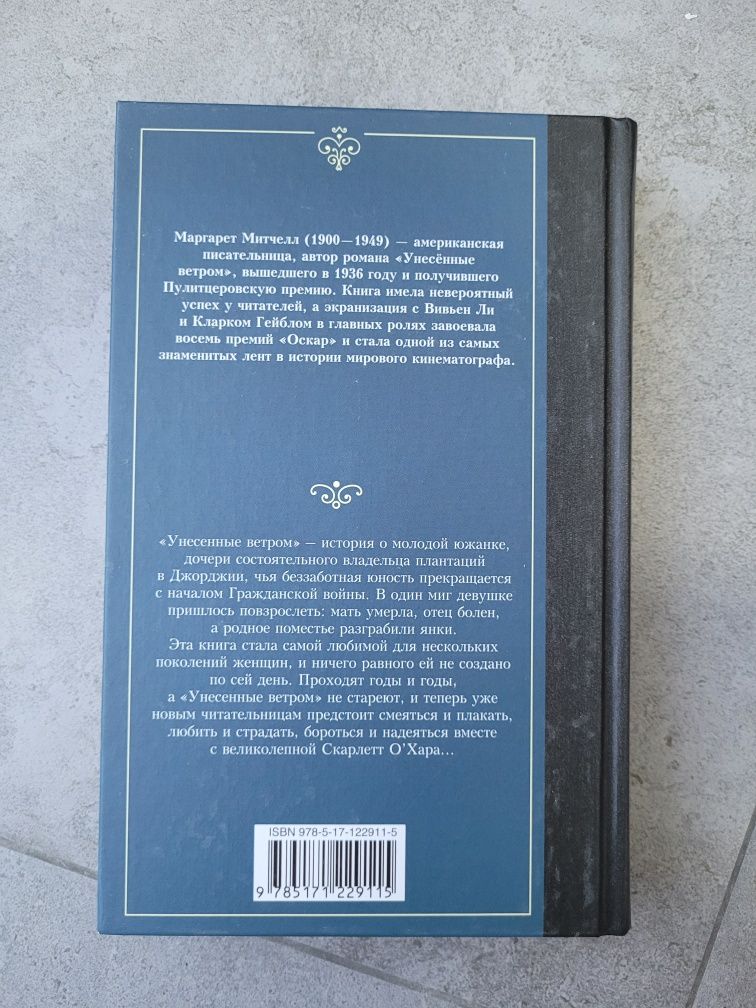 Маргарет Митчелл (1900—1949) — американская
писательница, автор романа «Унесённые
ветром», вышедшего в 1936 году и получившего
Пулитцеровскую премию. Книга имела невероятный
успех у читателей, а экранизация с Вивьен Ли
и Кларком Гейблом в главных ролях завоевала
восемь премий «Оскар» и стала одной из самых
знаменитых лент в истории мирового кинематографа.
«Унесенные ветром» — история о молодой южанке,
дочери состоятельного владельца плантаций
в Джорджии, чья беззаботная юность прекращается
с началом Гражданской войны. В один миг девушке
пришлось повзрослеть: мать умерла, отец болен,
а родное поместье разграбили янки.
Эта книга стала самой любимой для нескольких
поколений женщин, и ничего равного ей не создано
по сей день. Проходят годы и годы,
а «Унесенные ветром» не стареют, и теперь уже
новым читательницам предстоит смеяться и плакать,
любить и страдать, бороться и надеяться вместе
с великолепной Скарлетт О’Хара...
ISBN 978-5-17-122911-5
9 785171 229115